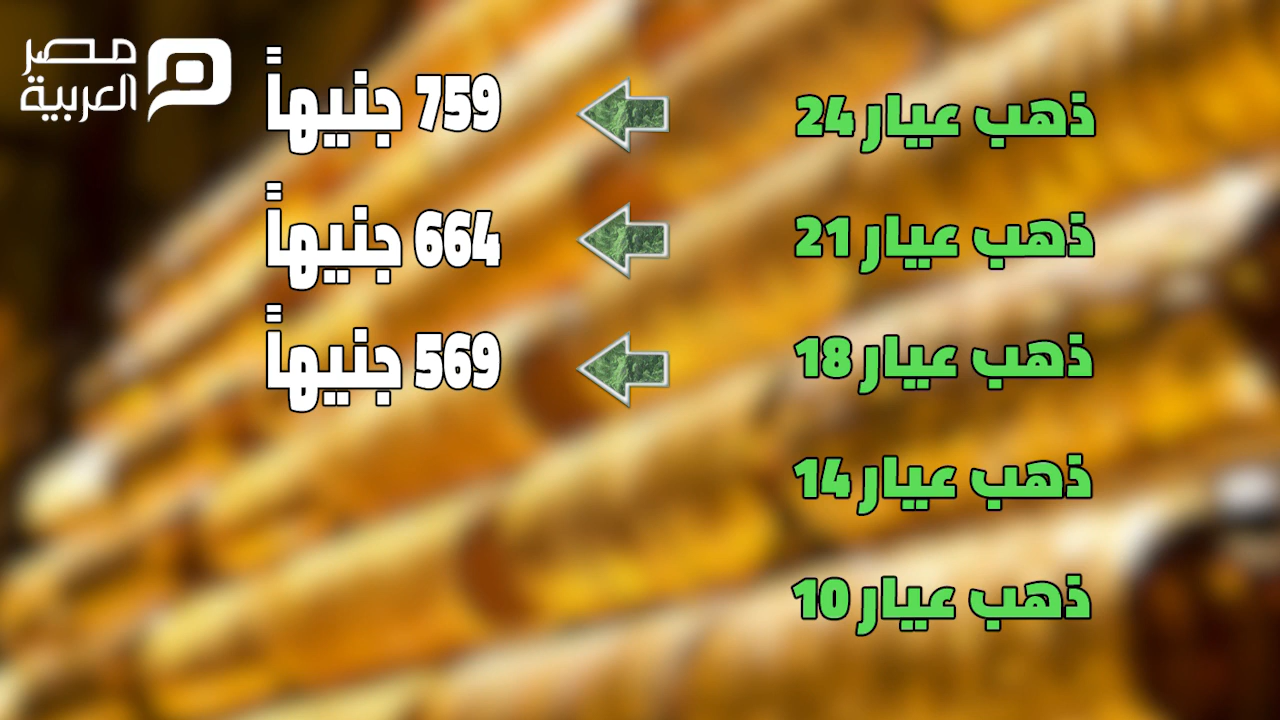 مصر
العربية
ذهب عيار 24
759 جنيهاً
ذهب عيار 21
664 جنيهاً
ذهب عيار 18
569 جنيهاً
ذهب عيار 14
ذهب عيار 10